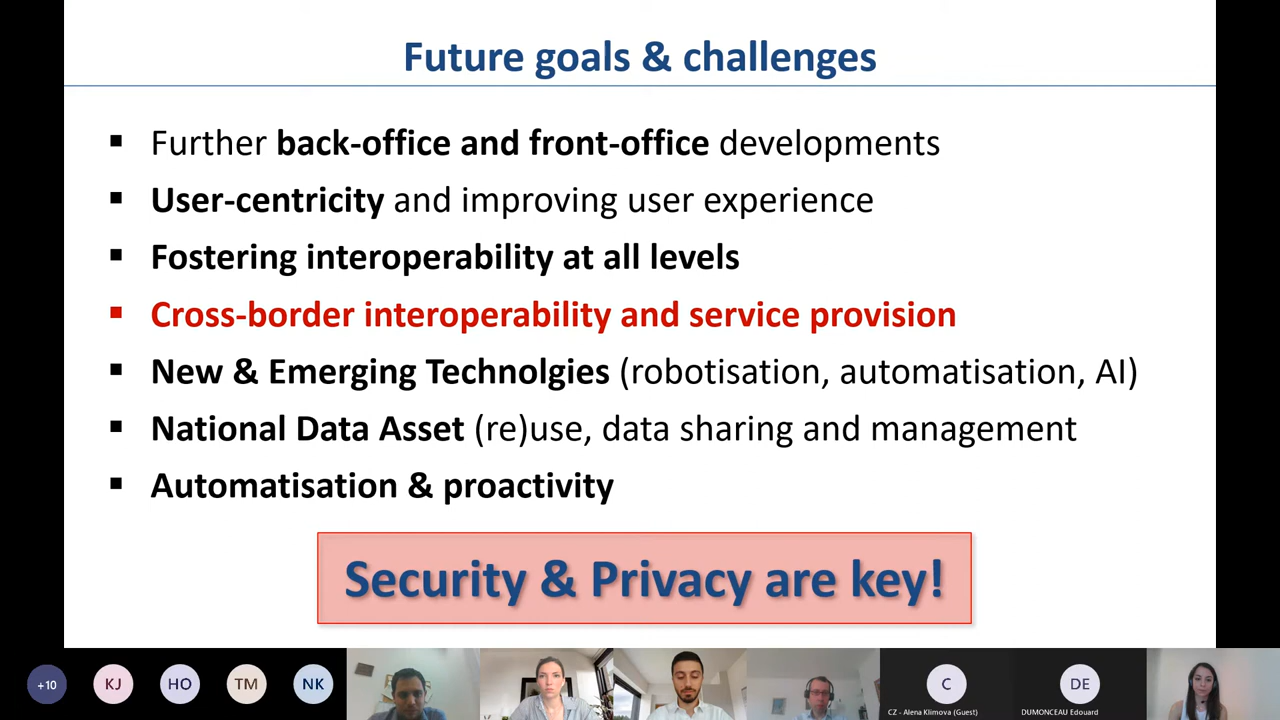 Future goals & challenges
▪ Further back-office and front-office developments
▪ User-centricity and improving user experience
▪ Fostering interoperability at all levels
▪ Cross-border interoperability and service provision
▪ New & Emerging Technolgies (robotisation, automatisation, AI)
▪ National Data Asset (re)use, data sharing and management
▪ Automatisation & proactivity
Security & Privacy are key!
+10 KJ HO TM NK C DE
CZ - Alena Klimova (Guest) DUMONCEAU Edouard